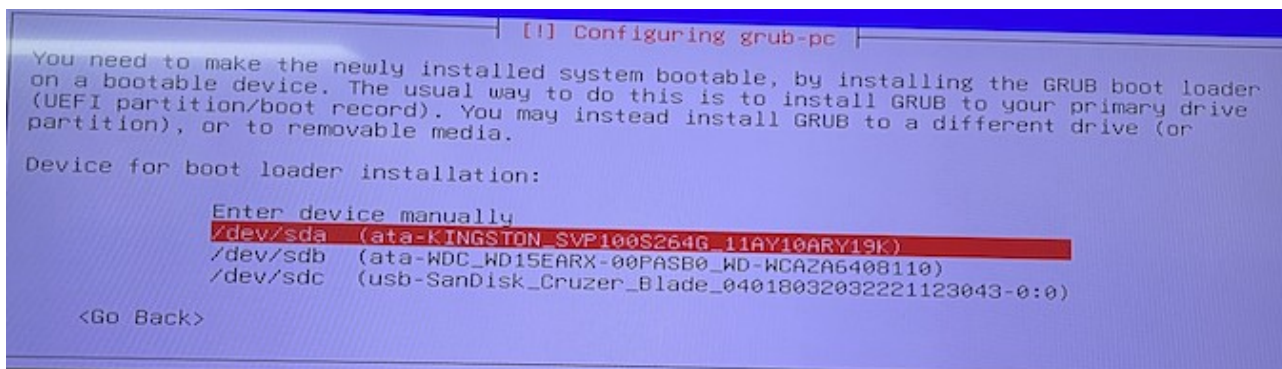 [!] Configuring grub-pc
You need to make the newly installed system bootable, by installing the GRUB boot loader
on a bootable device. The usual way to do this is to install GRUB to your primary drive
(UEFI partition/boot record). You may instead install GRUB to a different drive (or
partition), or to removable media.
Device for boot loader installation:
Enter device manually
/dev/sda (ata-KINGSTON_SVP100S264G_11AY10ARY19K)
/dev/sdb (ata-WDC_WD15EARX-00PASB0_WD-WCAZA6408110)
/dev/sdc (usb-SanDisk_Cruzer_Blade_04018032032221123043-0:0)
<Go Back>